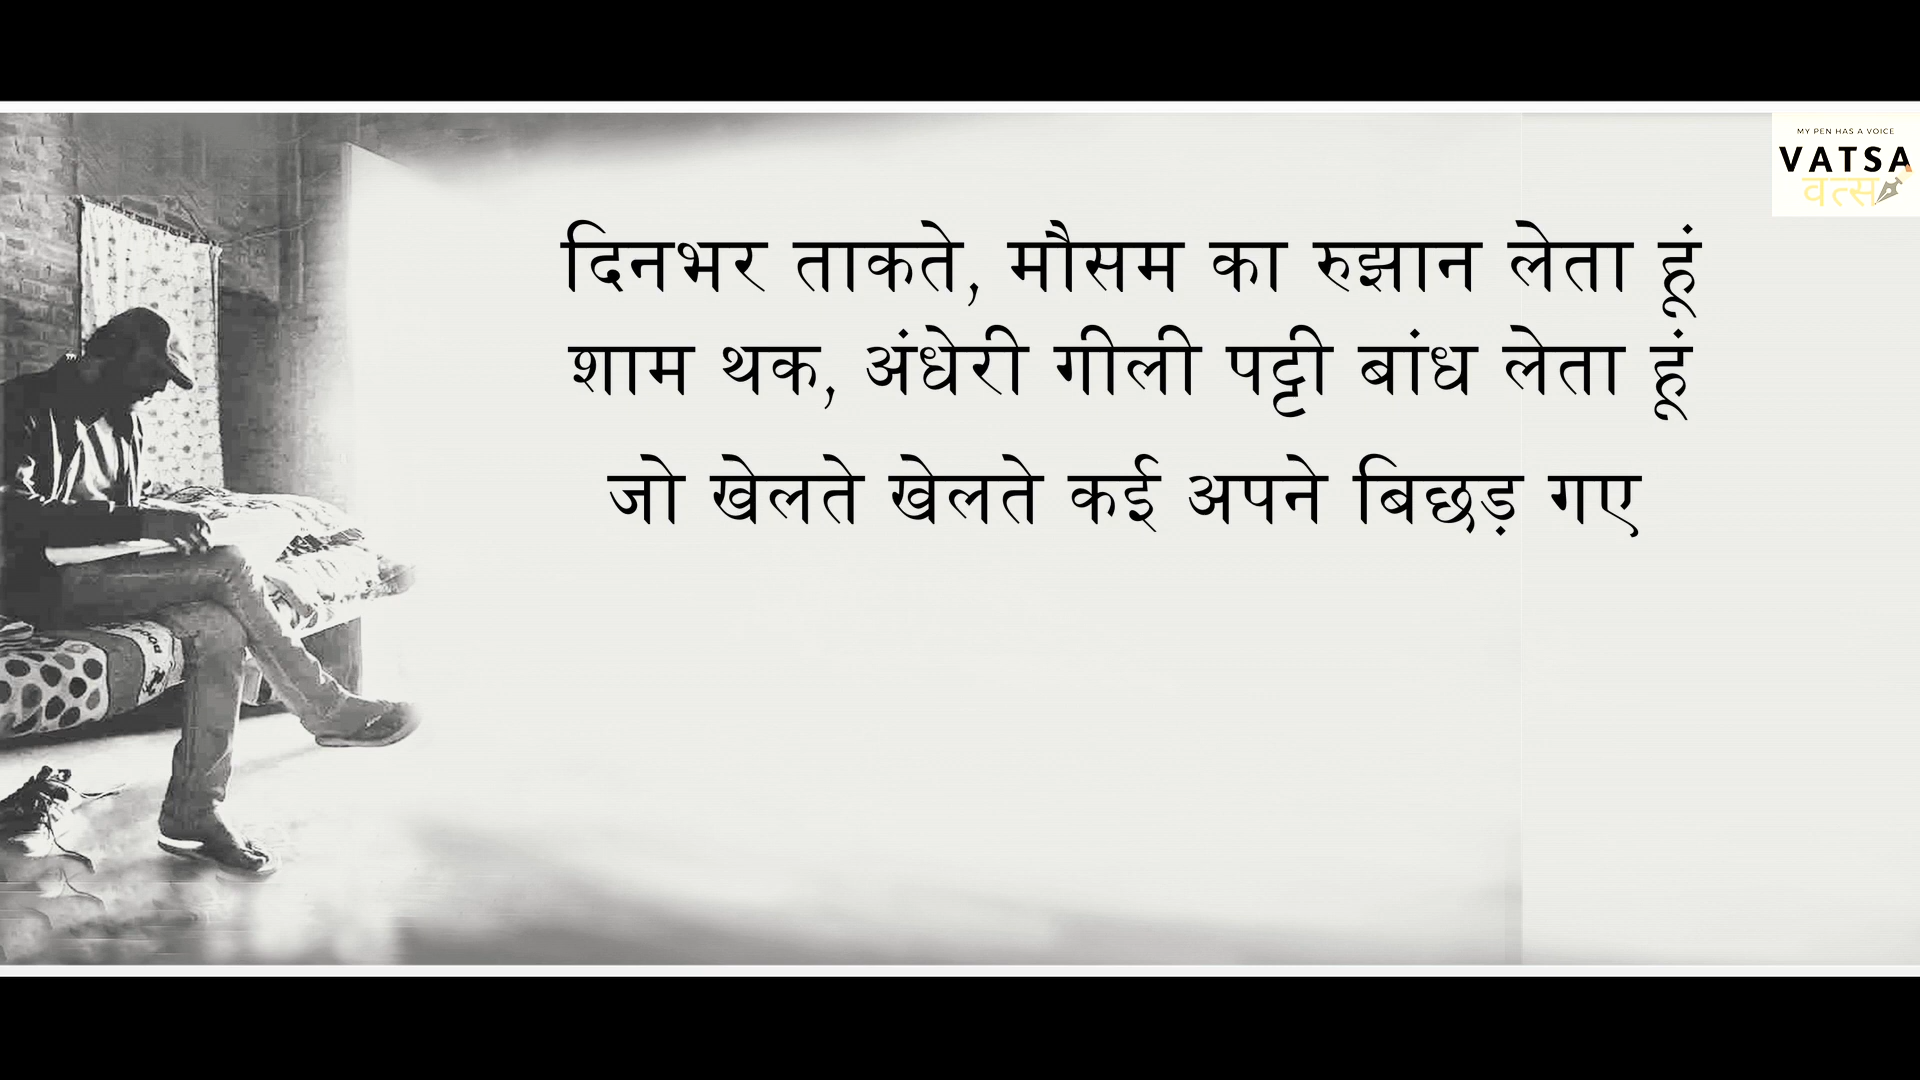 MY PEN HAS A VOICE
VATSA
वत्स
दिनभर ताकते, मौसम का रुझान लेता हूं
शाम थक, अंधेरी गीली पट्टी बांध लेता हूं
जो खेलते खेलते कई अपने बिछड़ गए